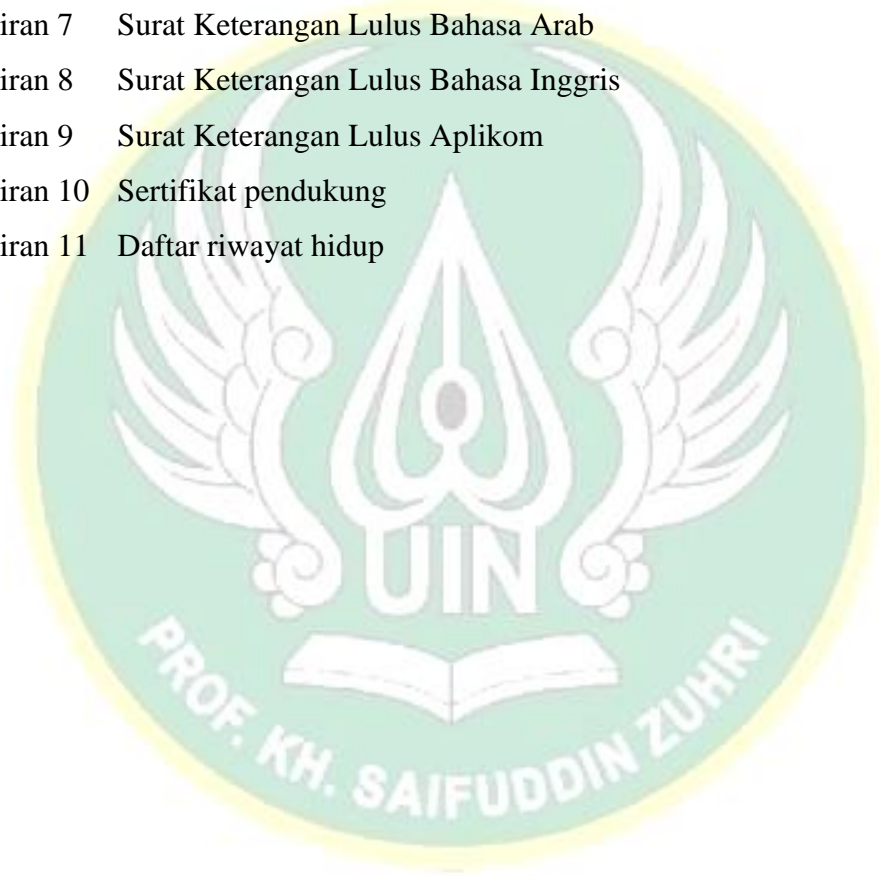 iran 7 Surat Keterangan Lulus Bahasa Arab
iran 8 Surat Keterangan Lulus Bahasa Inggris
iran 9 Surat Keterangan Lulus Aplikom
iran 10 Sertifikat pendukung
iran 11 Daftar riwayat hidup
UIN
PROF. KH. SAIFUDDIN ZUHRI